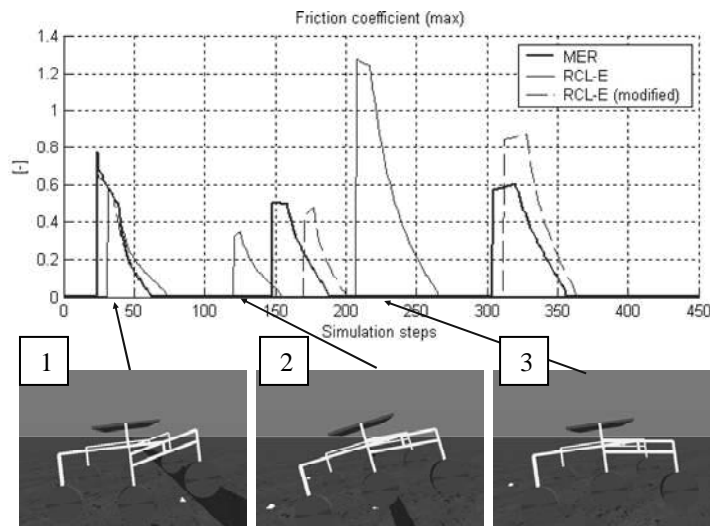 Friction coefficient (max)
1.4
1.2
1
0.8
0.6
0.4
0.2
0
[-]
MER
RCL-E
RCL-E (modified)
0 50 100 150 200 250 300 350 400 450
Simulation steps
1 2 3